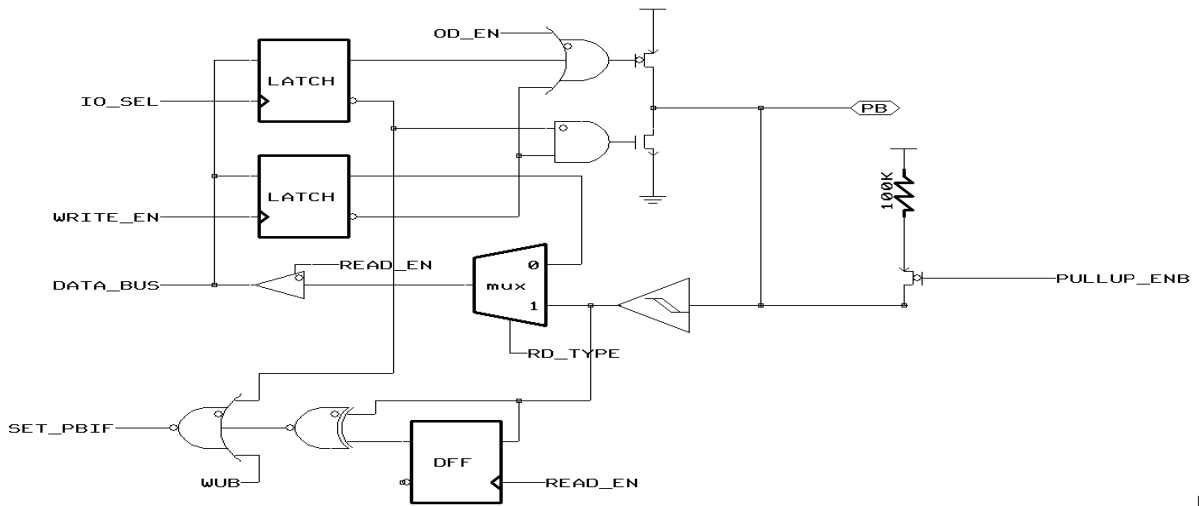 OD_EN
LATCH
IO_SEL
PB
LATCH
100K
WRITE_EN
READ_EN
0
PULLUP_ENB
DATA_BUS
mux
1
RD_TYPE
SET_PBIF
DFF
WUB
READ_EN